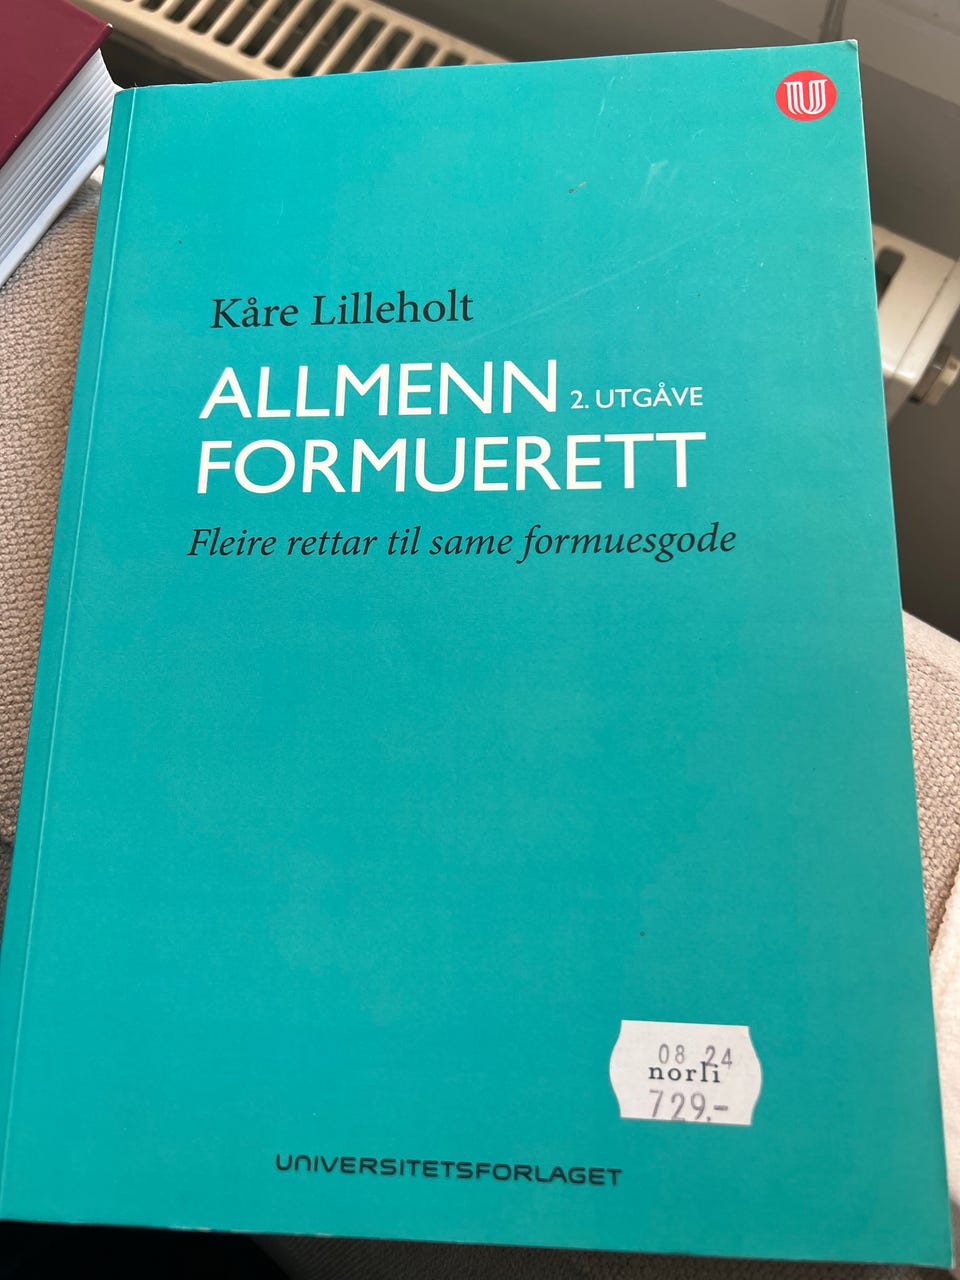 U
Kåre Lilleholt
ALLMENN 2. UTGÅVE
FORMUERETT
Fleire rettar til same formuesgode
08 24
norli
729.-
UNIVERSITETSFORLAGET